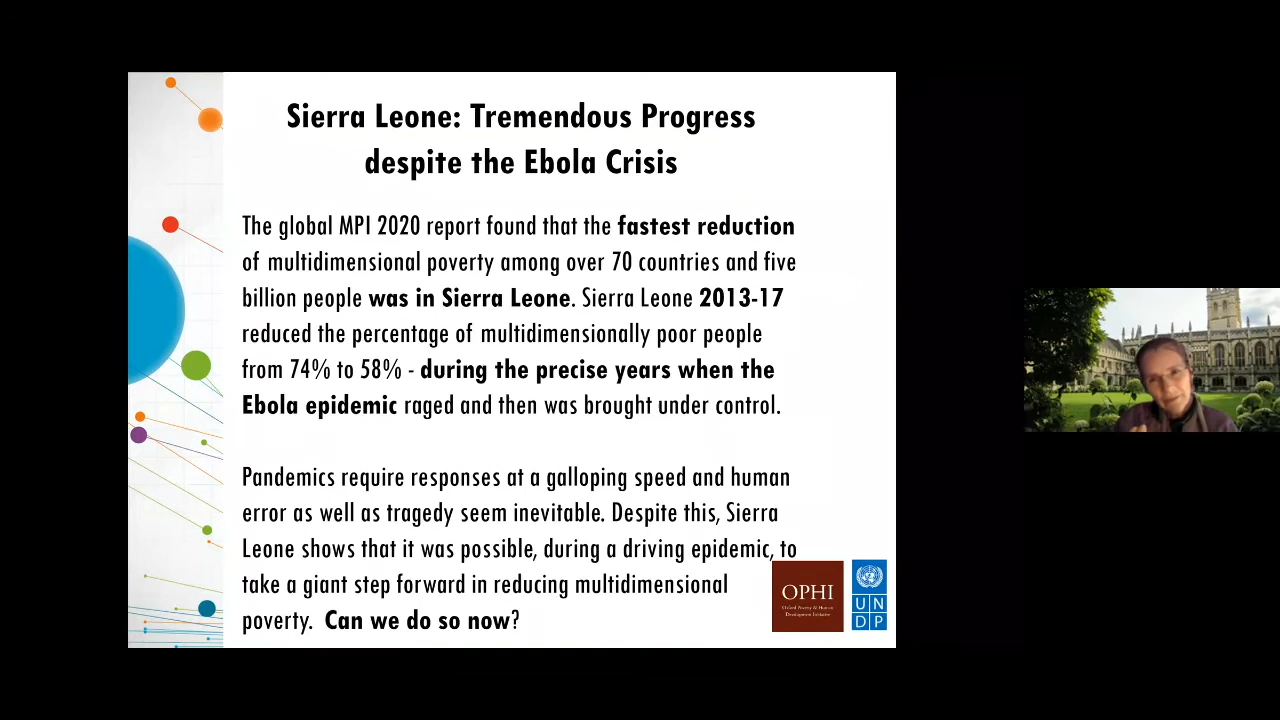 Sierra Leone: Tremendous Progress
despite the Ebola Crisis
The global MPI 2020 report found that the fastest reduction
of multidimensional poverty among over 70 countries and five
billion people was in Sierra Leone. Sierra Leone 2013-17
reduced the percentage of multidimensionally poor people
from 74% to 58% - during the precise years when the
Ebola epidemic raged and then was brought under control.
Pandemics require responses at a galloping speed and human
error as well as tragedy seem inevitable. Despite this, Sierra
Leone shows that it was possible, during a driving epidemic, to
take a giant step forward in reducing multidimensional
poverty. Can we do so now?
OPHI
Oxford Poverty & Human
Development Initiative
U N
D P